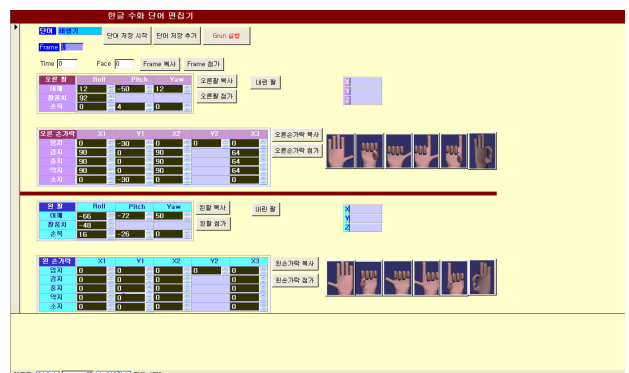 한글 수화 단어 편집기
단어 비행기 단어 저장 시작 단어 저장 추가 Grun 실행
Frame 6
Time 0 Face 0 Frame 복사 Frame 첨가
오른 팔 Roll Pitch Yaw 오른팔 복사 내린 팔 X
어깨 12 -50 12 Y
팔꿈치 92 오른팔 첨가 Z
손목 0 4 0
오른 손가락 X1 Y1 X2 Y2 X3 오른손가락 복사
엄지 0 -30 0 0 0
검지 90 0 90 64 오른손가락 첨가
중지 90 0 90 64
약지 90 0 90 64
소지 0 -30 0 0
왼 팔 Roll Pitch Yaw 왼팔 복사 내린 팔 X
어깨 -66 -72 50 Y
팔꿈치 -48 왼팔 첨가 Z
손목 16 -26 0
왼 손가락 X1 Y1 X2 Y2 X3 왼손가락 복사
엄지 0 0 0 0 0
검지 0 0 0 0 왼손가락 첨가
중지 0 0 0 0
약지 0 0 0 0
소지 0 0 0 0